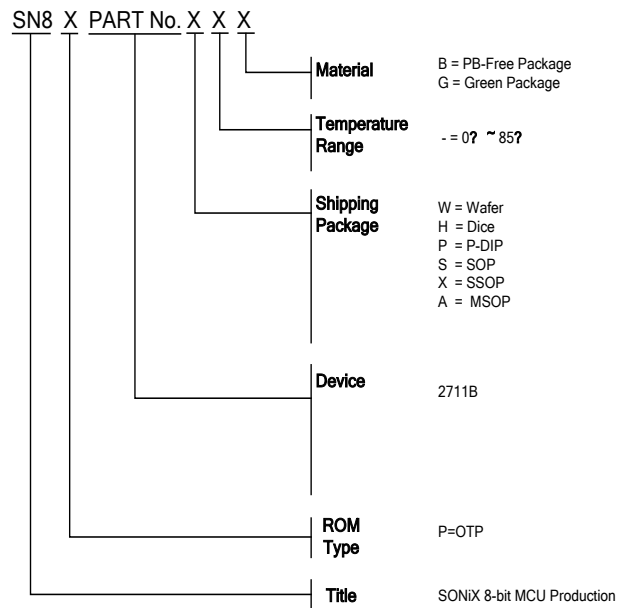 SN8 X PART No. X X X
Material
B = PB-Free Package
G = Green Package
Temperature
Range
- = 0? ~ 85?
Shipping
Package
W = Wafer
H = Dice
P = P-DIP
S = SOP
X = SSOP
A = MSOP
Device
2711B
ROM
Type
P=OTP
Title
SONiX 8-bit MCU Production